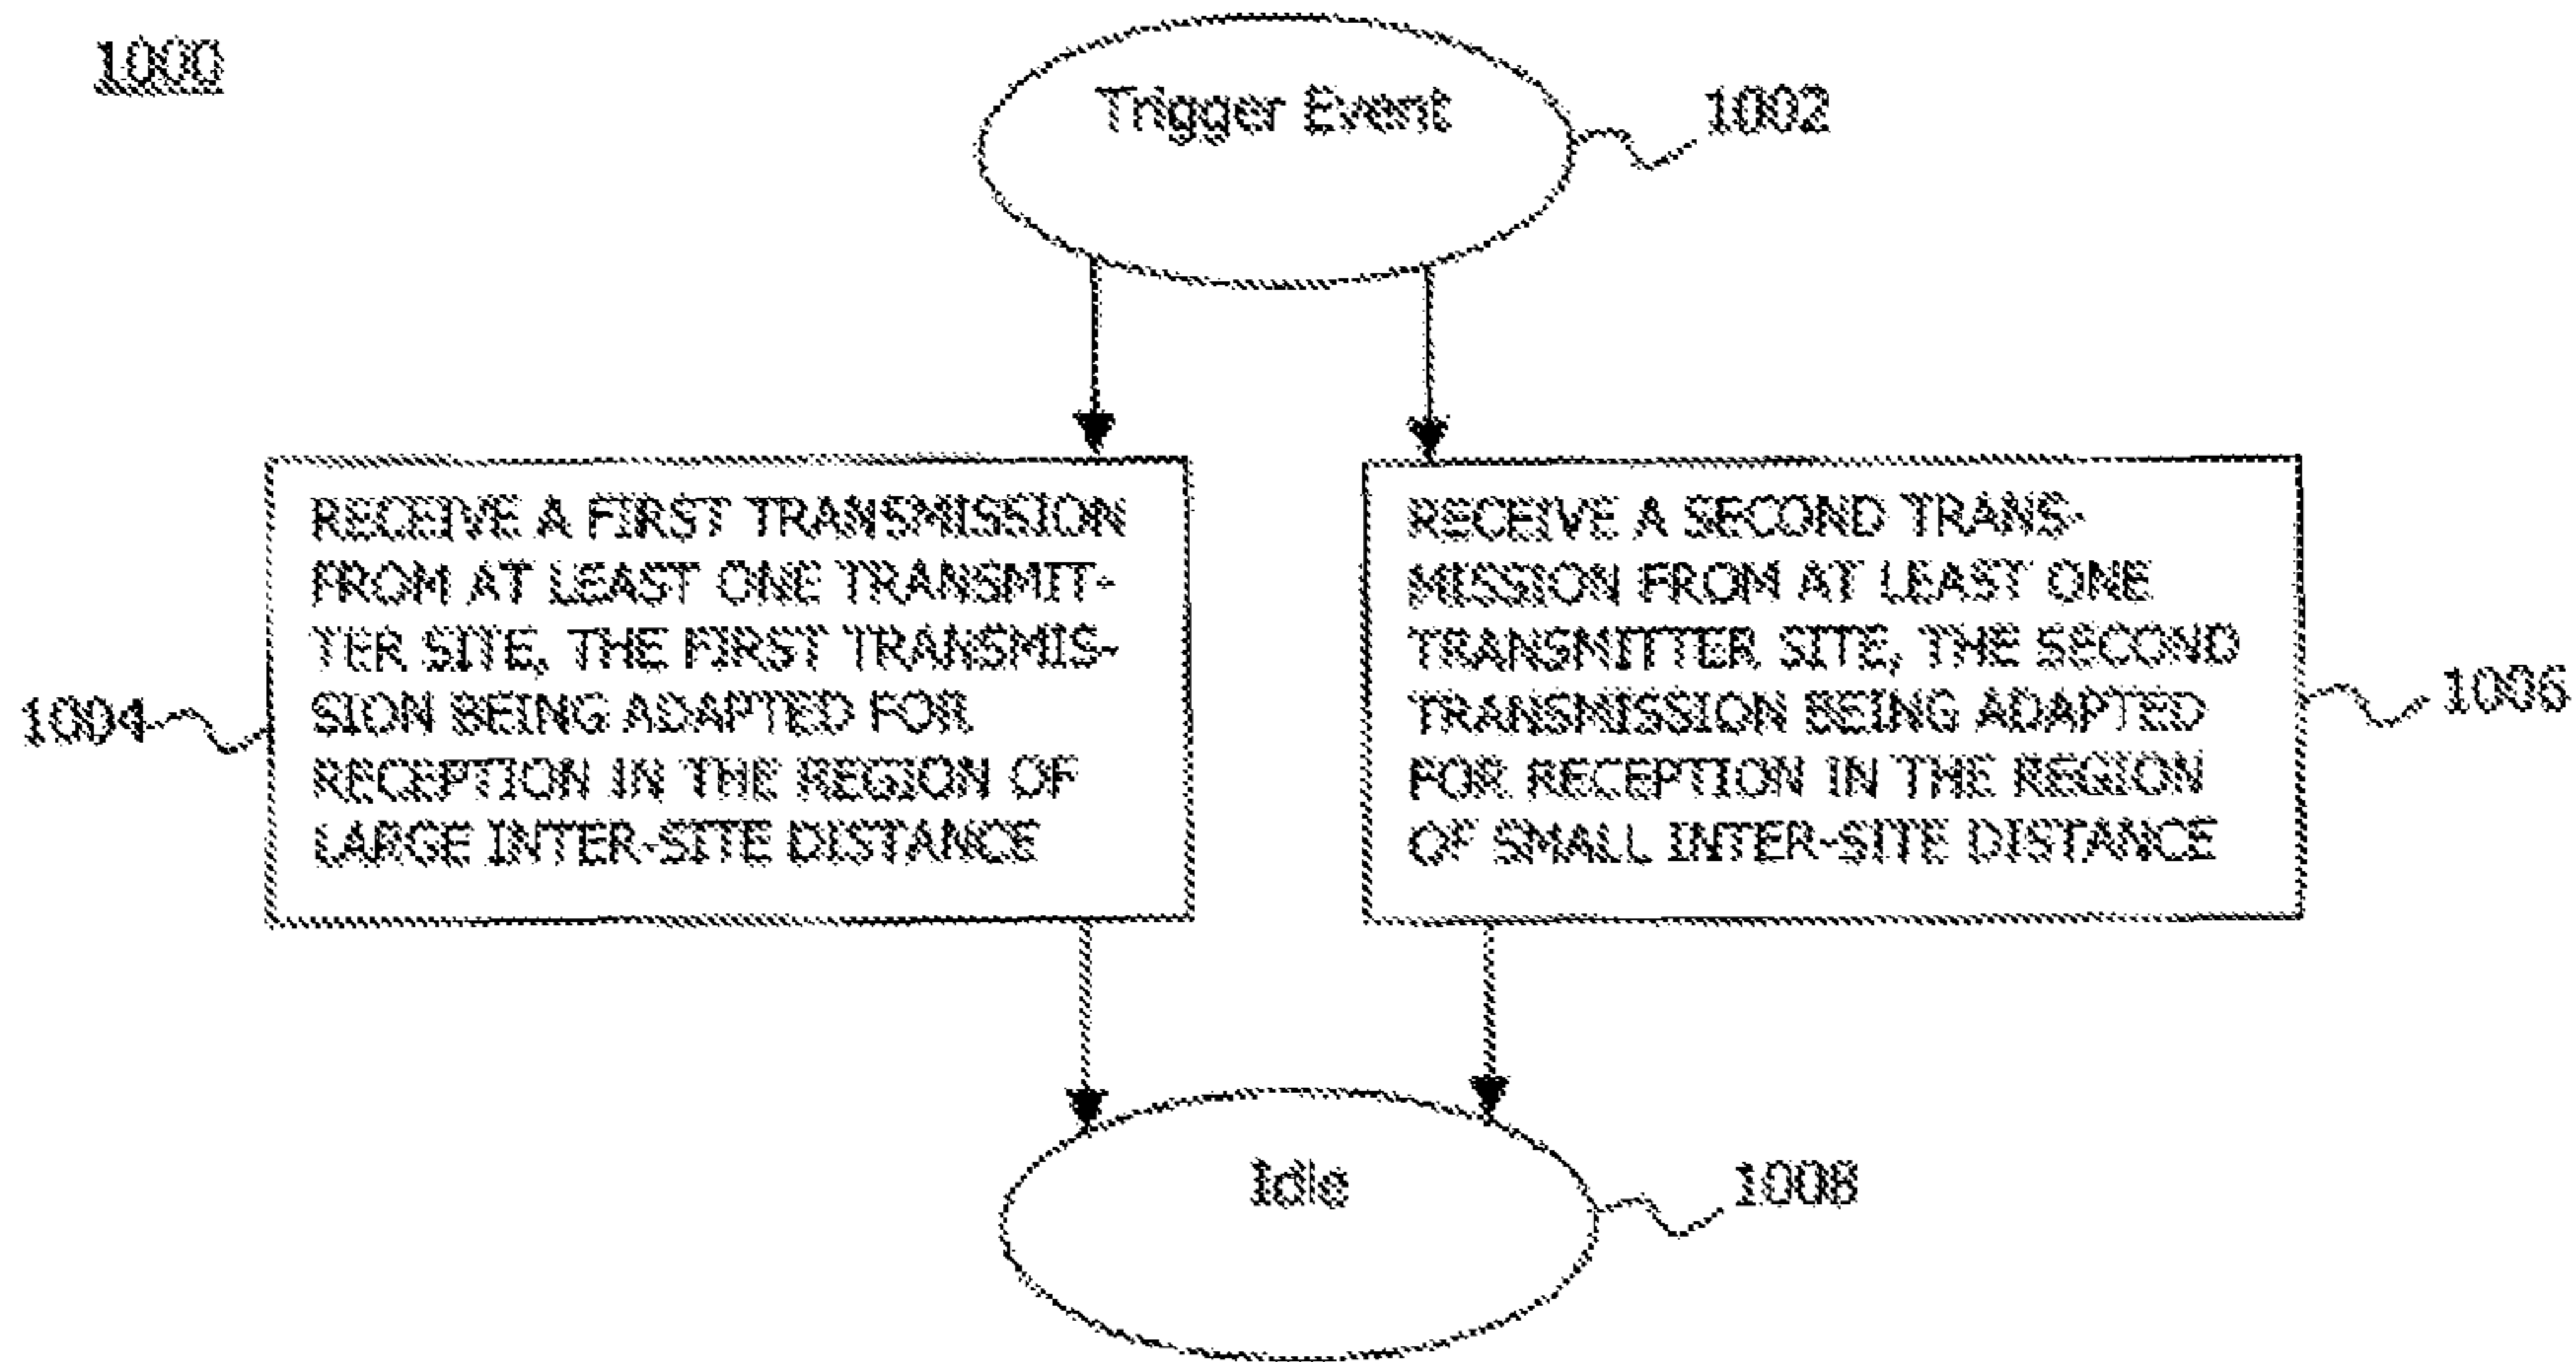 1000
Trigger Event
1002
RECEIVE A FIRST TRANSMISSION
FROM AT LEAST ONE TRANSMIT-
TER SITE, THE FIRST TRANSMIS-
SION BEING ADAPTED FOR
RECEPTION IN THE REGION OF
LARGE INTER-SITE DISTANCE
1004
RECEIVE A SECOND TRANS-
MISSION FROM AT LEAST ONE
TRANSMITTER SITE, THE SECOND
TRANSMISSION BEING ADAPTED
FOR RECEPTION IN THE REGION
OF SMALL INTER-SITE DISTANCE
1006
Idle
1008